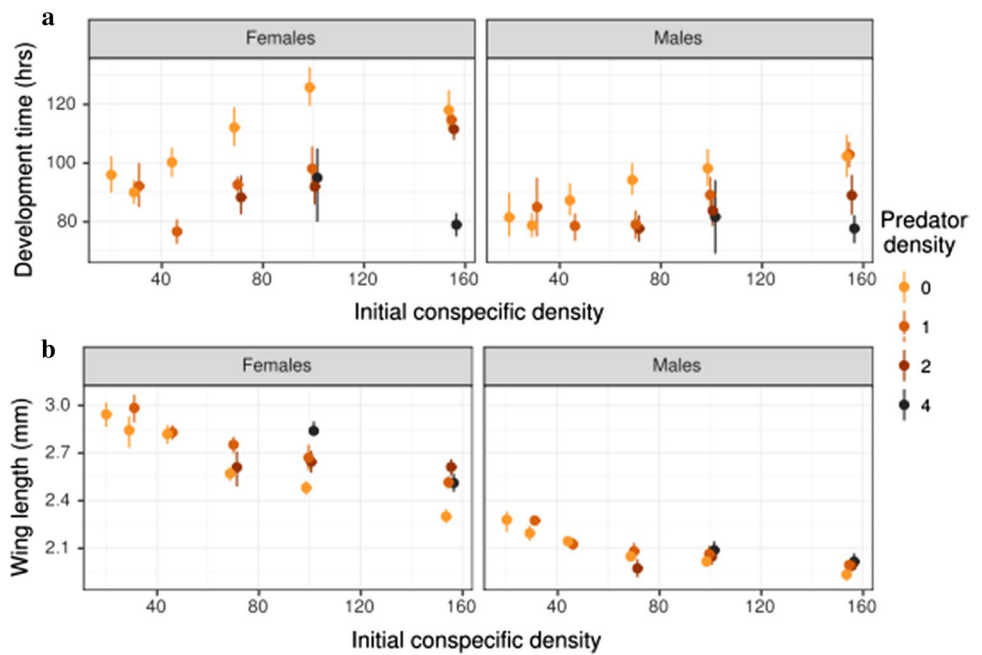 a
Females
Males
Development time (hrs)
120
100
80
40
80
120
160
40
80
120
160
Initial conspecific density
Predator
density
0
1
2
4
b
Females
Males
Wing length (mm)
3.0
2.7
2.4
2.1
40
80
120
160
40
80
120
160
Initial conspecific density